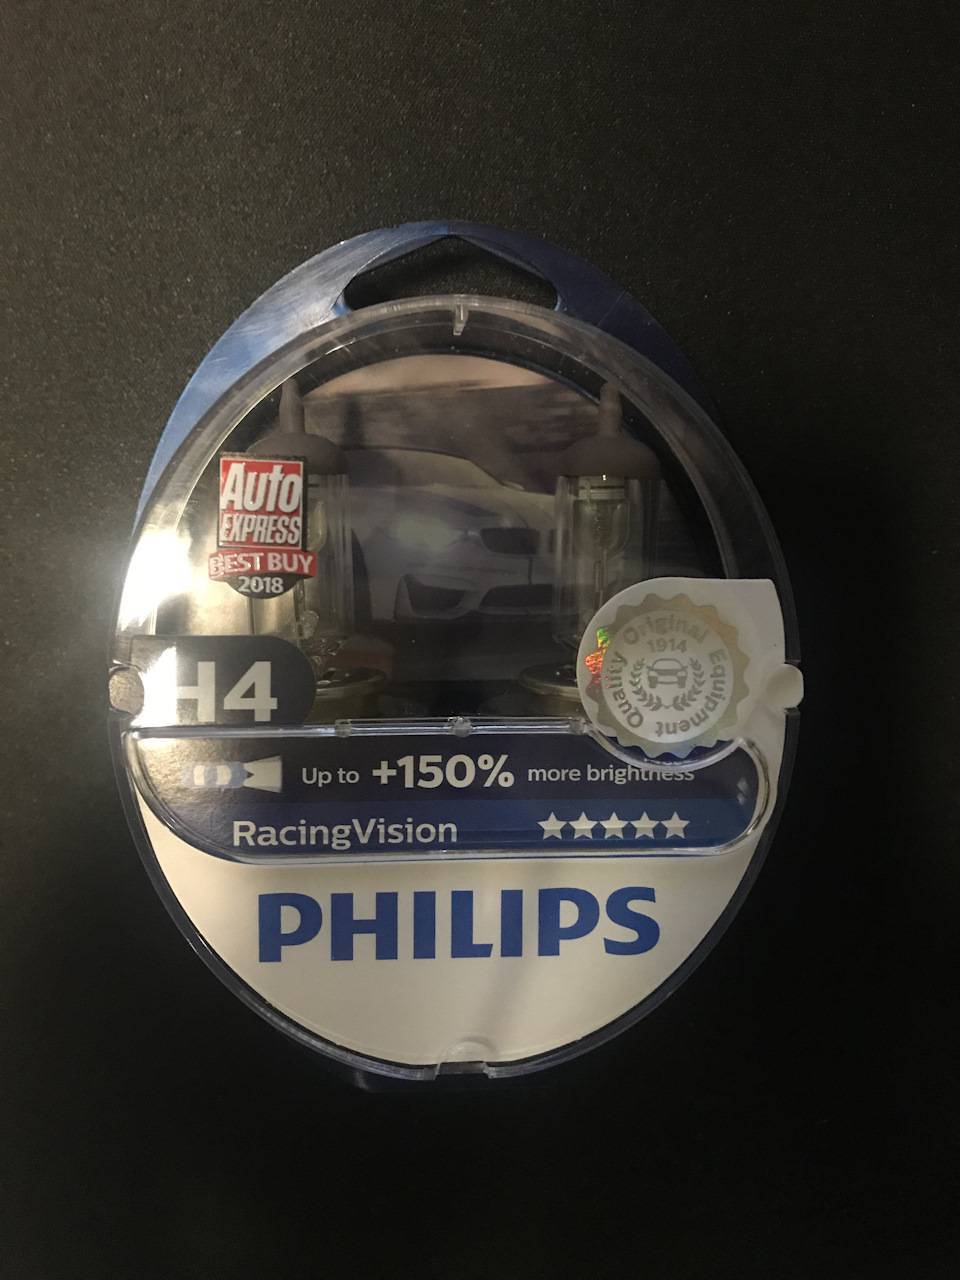 Auto
EXPRESS
BEST BUY
2018
Original Equipment Quality
1914
H4
Up to +150% more brightness
RacingVision
PHILIPS